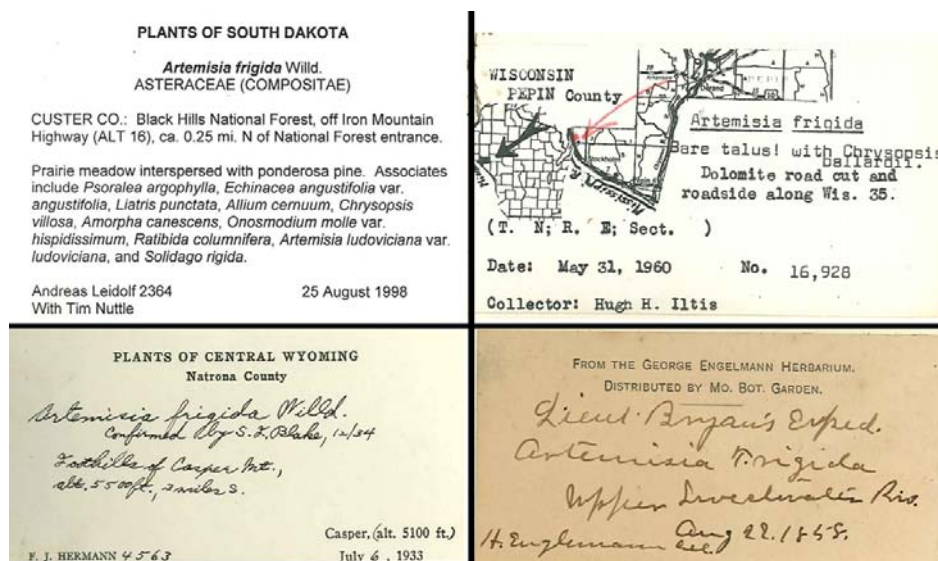 PLANTS OF SOUTH DAKOTA
Artemisia frigida Willd.
ASTERACEAE (COMPOSITAE)
CUSTER CO.: Black Hills National Forest, off Iron Mountain
Highway (ALT 16), ca. 0.25 mi. N of National Forest entrance.
Prairie meadow interspersed with ponderosa pine. Associates
include Psoralea argophylla, Echinacea angustifolia var.
angustifolia, Liatris punctata, Allium cernuum, Chrysopsis
villosa, Amorpha canescens, Onosmodium molle var.
hispidissimum, Ratibida columnifera, Artemisia ludoviciana var.
ludoviciana, and Solidago rigida.
Andreas Leidolf 2364 25 August 1998
With Tim Nuttle
WISCONSIN
PEPIN County
PEPIN
Durand
Stockholm
Mississippi R.
Artemisia frigida
Bare talus! with Chrysopsis
ballardii.
Dolomite road cut and
roadside along Wis. 35.
(T. N; R. E; Sect. )
Date: May 31, 1960 No. 16,928
Collector: Hugh H. Iltis
PLANTS OF CENTRAL WYOMING
Natrona County
Artemisia frigida Willd.
Confirmed by S. F. Blake, 12/34
Foothills of Casper Mt.,
alt. 5500 ft., 2 miles S.
Casper, (alt. 5100 ft.)
F. J. HERMANN 4563 July 6, 1933
FROM THE GEORGE ENGELMANN HERBARIUM.
DISTRIBUTED BY MO. BOT. GARDEN.
Lieut. Bryan's Exped.
Artemisia frigida
Upper Sweetwater Riv.
H. Englemann Aug 22. 1858.